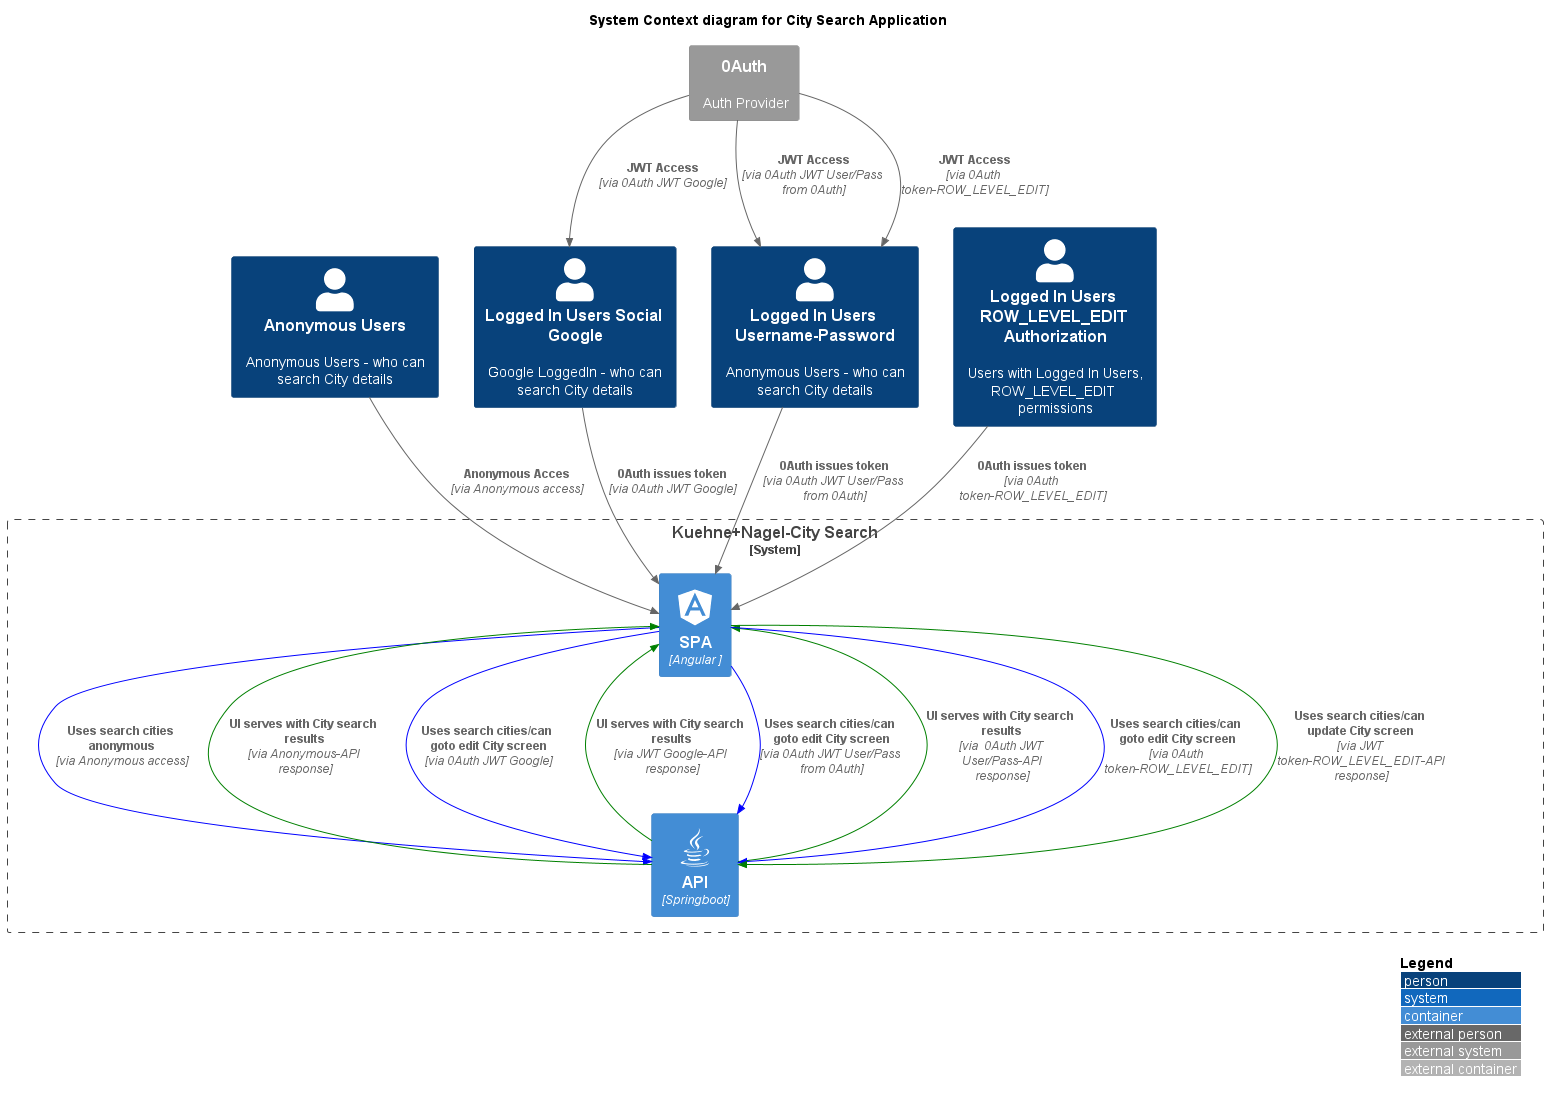 System Context diagram for City Search Application
0Auth
Auth Provider
JWT Access
[via 0Auth JWT Google]
JWT Access
[via 0Auth JWT User/Pass
from 0Auth]
JWT Access
[via 0Auth
token-ROW_LEVEL_EDIT]
Anonymous Users
Anonymous Users - who can
search City details
Logged In Users Social
Google
Google LoggedIn - who can
search City details
Logged In Users
Username-Password
Anonymous Users - who can
search City details
Logged In Users
ROW_LEVEL_EDIT
Authorization
Users with Logged In Users,
ROW_LEVEL_EDIT
permissions
Anonymous Acces
[via Anonymous access]
0Auth issues token
[via 0Auth JWT Google]
0Auth issues token
[via 0Auth JWT User/Pass
from 0Auth]
0Auth issues token
[via 0Auth
token-ROW_LEVEL_EDIT]
Kuehne+Nagel-City Search
[System]
SPA
[Angular ]
Uses search cities
anonymous
[via Anonymous access]
UI serves with City search
results
[via Anonymous-API
response]
Uses search cities/can
goto edit City screen
[via 0Auth JWT Google]
UI serves with City search
results
[via JWT Google-API
response]
Uses search cities/can
goto edit City screen
[via 0Auth JWT User/Pass
from 0Auth]
UI serves with City search
results
[via  0Auth JWT
User/Pass-API
response]
Uses search cities/can
goto edit City screen
[via 0Auth
token-ROW_LEVEL_EDIT]
Uses search cities/can
update City screen
[via JWT
token-ROW_LEVEL_EDIT-API
response]
API
[Springboot]
Legend
person
system
container
external person
external system
external container